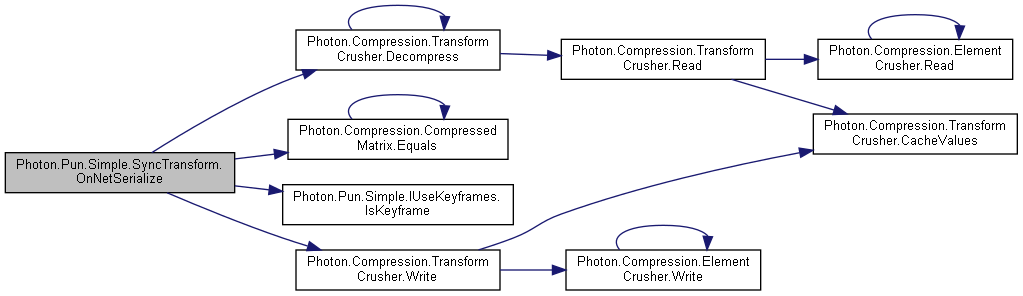 Photon.Pun.Simple.SyncTransform.
OnNetSerialize
Photon.Compression.Transform
Crusher.Decompress
Photon.Compression.Transform
Crusher.Read
Photon.Compression.Element
Crusher.Read
Photon.Compression.Transform
Crusher.CacheValues
Photon.Compression.Compressed
Matrix.Equals
Photon.Pun.Simple.IUseKeyframes.
IsKeyframe
Photon.Compression.Transform
Crusher.Write
Photon.Compression.Element
Crusher.Write